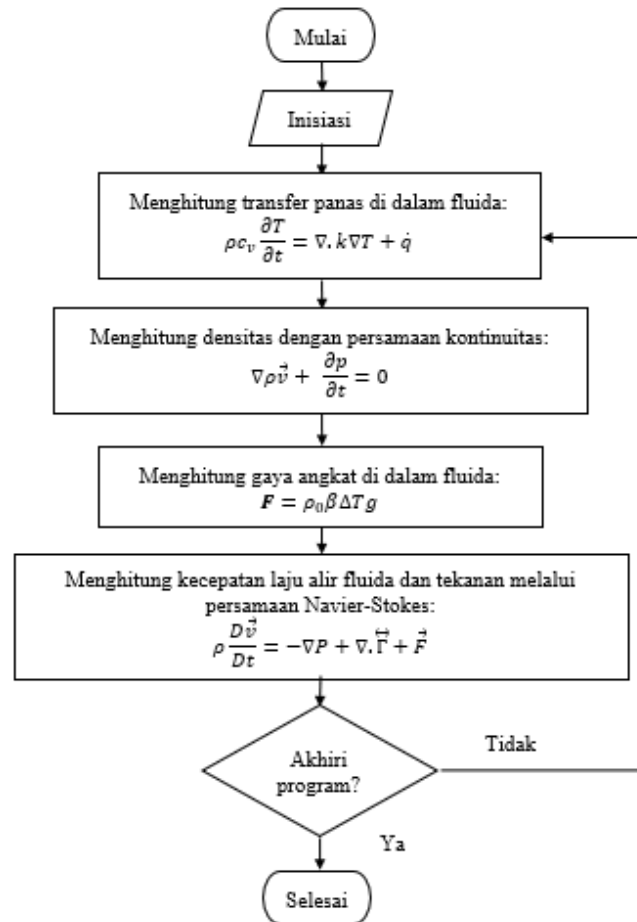 Mulai
Inisiasi
Menghitung transfer panas di dalam fluida:
ρc_v ∂T/∂t = ∇.k∇T + q̇
Menghitung densitas dengan persamaan kontinuitas:
∇ρv⃗ + ∂p/∂t = 0
Menghitung gaya angkat di dalam fluida:
F = ρ₀βΔTg
Menghitung kecepatan laju alir fluida dan tekanan melalui
persamaan Navier-Stokes:
ρ Dv⃗/Dt = −∇P + ∇.Γ⃡ + F⃗
Akhiri
program?
Tidak
Ya
Selesai